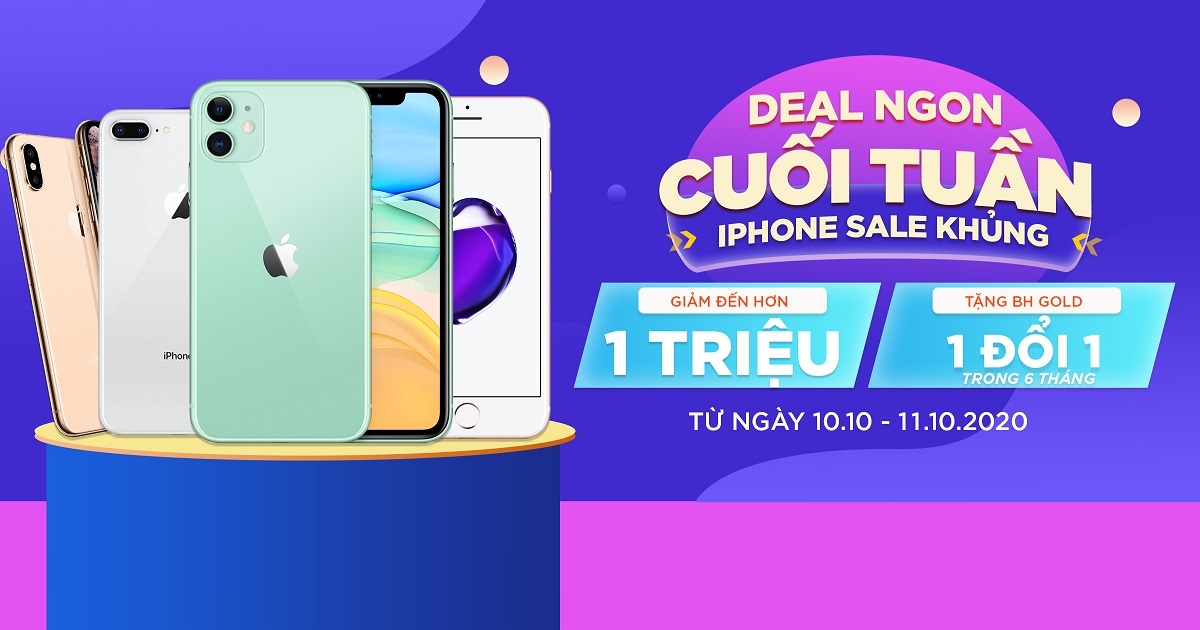 DEAL NGON
CUỐI TUẦN
IPHONE SALE KHỦNG
GIẢM ĐẾN HƠN
1 TRIỆU
TẶNG BH GOLD
1 ĐỔI 1
TRONG 6 THÁNG
TỪ NGÀY 10.10 - 11.10.2020
iPhone